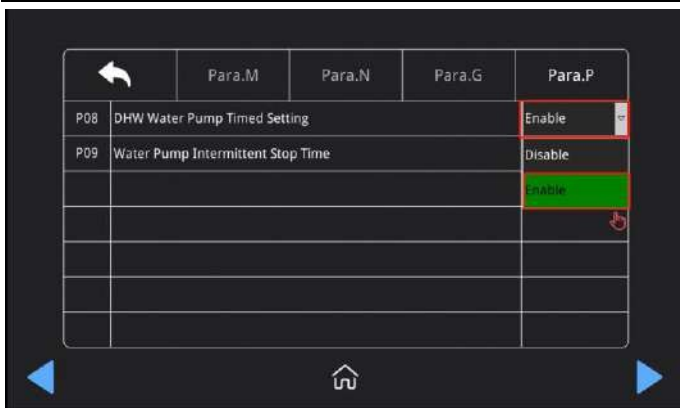 Para.M Para.N Para.G Para.P
P08 DHW Water Pump Timed Setting Enable
P09 Water Pump Intermittent Stop Time Disable
Enable